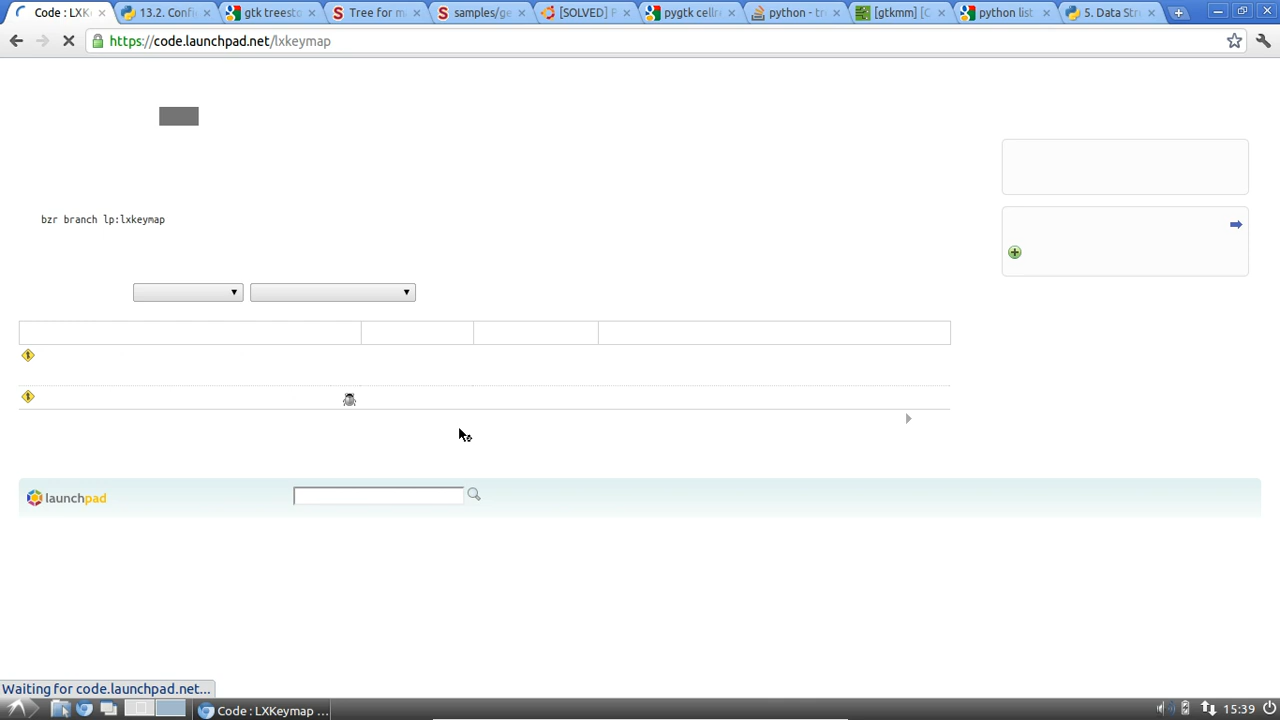 Code : LXK
13.2. Confi
gtk treest
Tree for m
samples/ge
[SOLVED] P
pygtk cellr
python - tr
[gtkmm] [C
python list
5. Data Str
https://code.launchpad.net/lxkeymap
bzr branch lp:lxkeymap
launchpad
Waiting for code.launchpad.net...
Code : LXKeymap ...
15:39